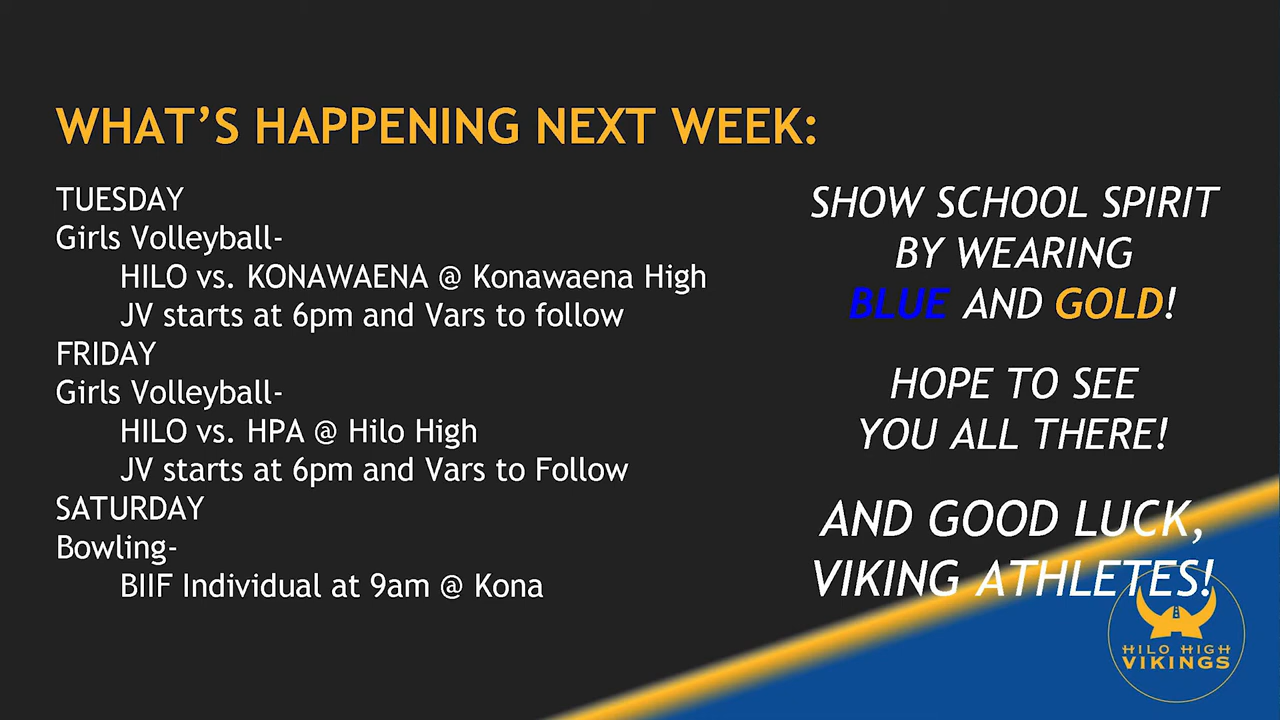 WHAT'S HAPPENING NEXT WEEK:
TUESDAY
Girls Volleyball-
HILO vs. KONAWAENA @ Konawaena High
JV starts at 6pm and Vars to follow
FRIDAY
Girls Volleyball-
HILO vs. HPA @ Hilo High
JV starts at 6pm and Vars to Follow
SATURDAY
Bowling-
BIIF Individual at 9am @ Kona
SHOW SCHOOL SPIRIT
BY WEARING
BLUE AND GOLD!
HOPE TO SEE
YOU ALL THERE!
AND GOOD LUCK,
VIKING ATHLETES!
HILO HIGH
VIKINGS